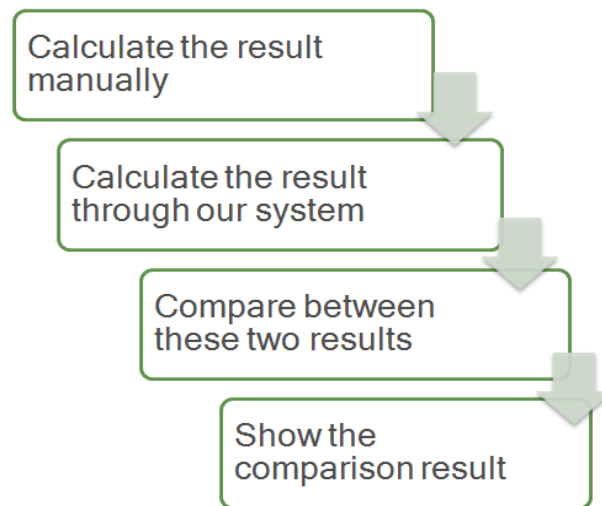 Calculate the result
manually
Calculate the result
through our system
Compare between
these two results
Show the
comparison result